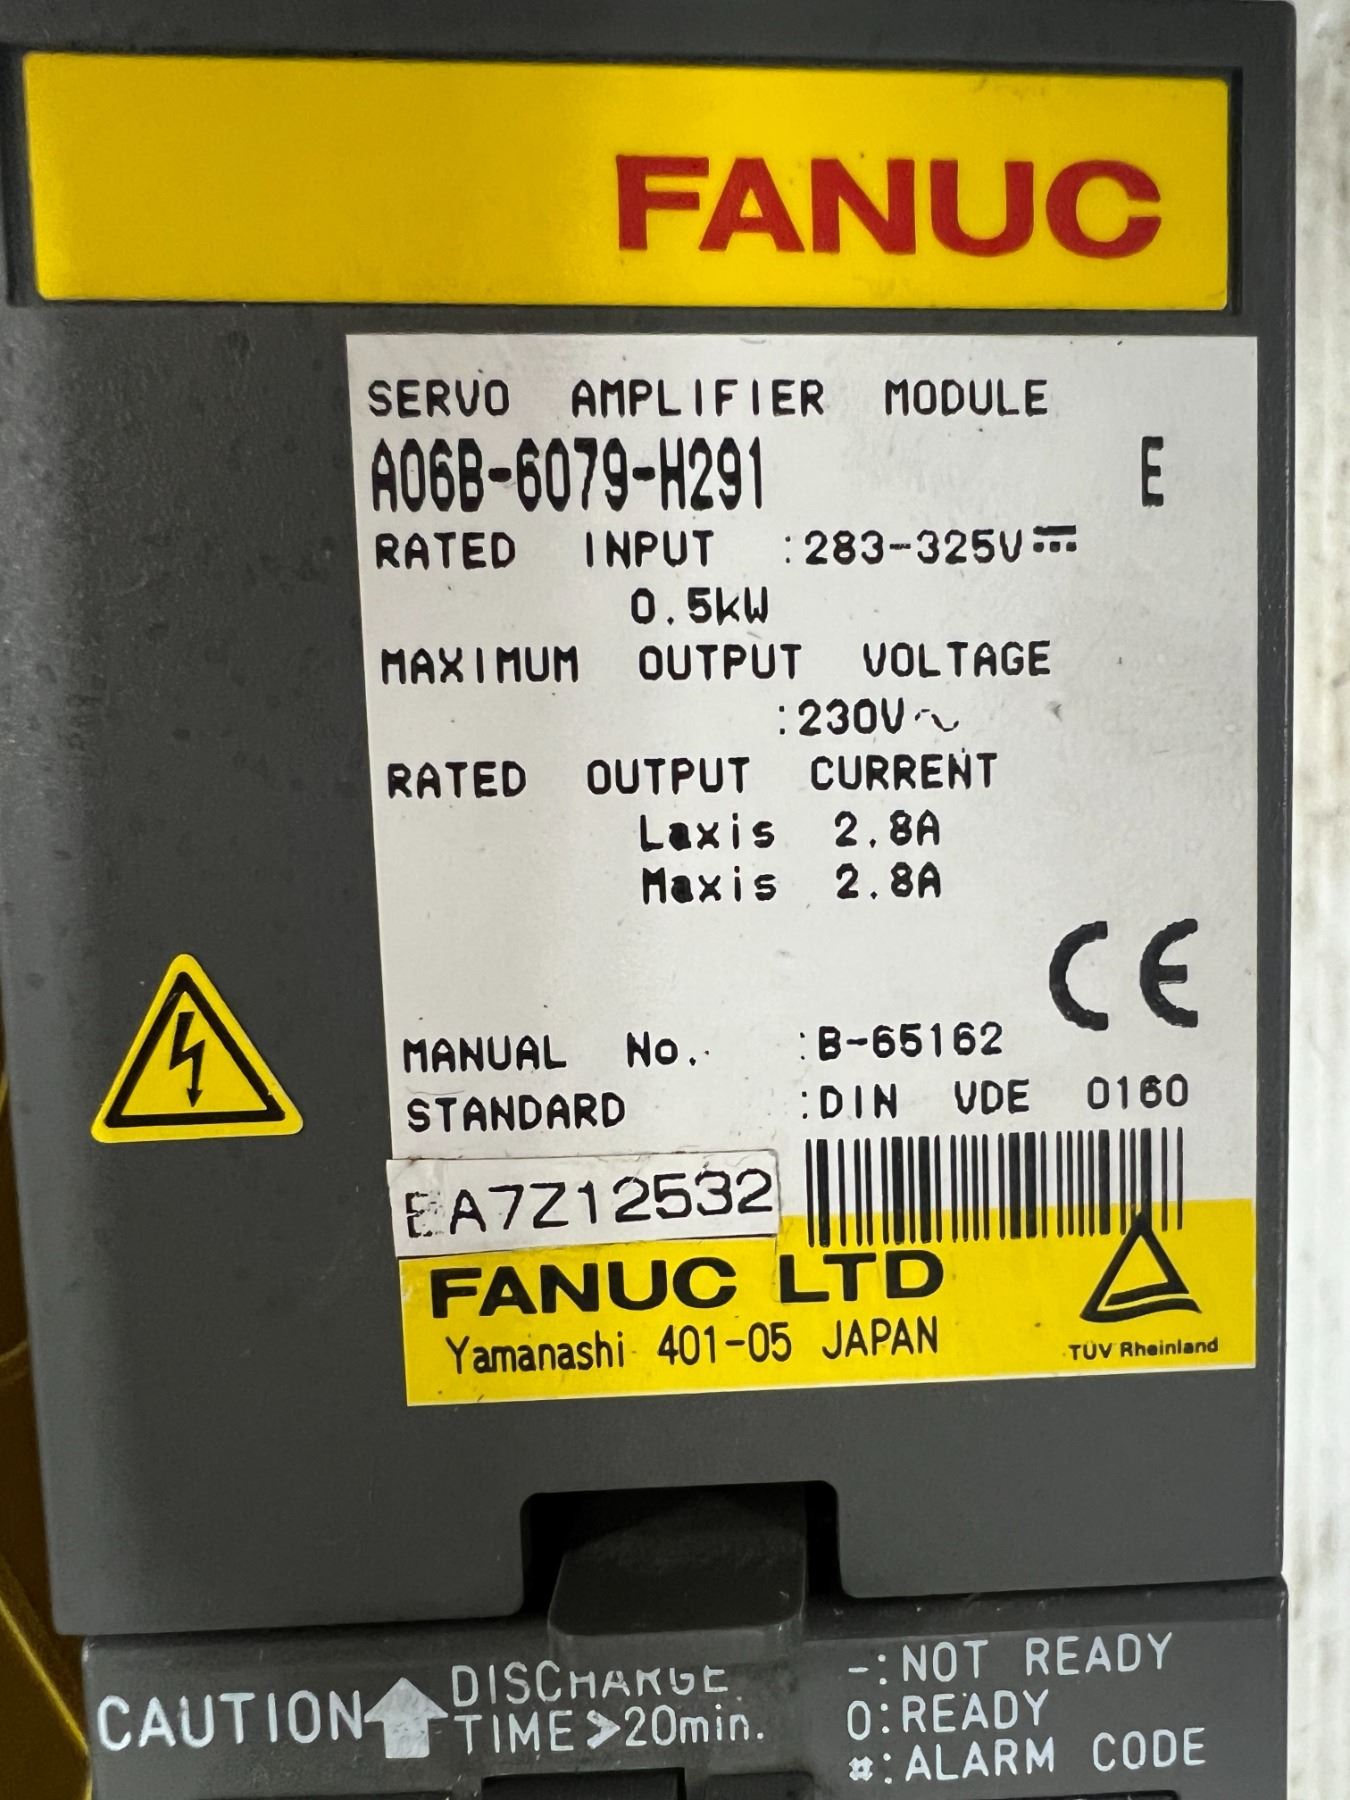 FANUC
SERVO AMPLIFIER MODULE
A06B-6079-H291 E
RATED INPUT :283-325V⎓
0.5kW
MAXIMUM OUTPUT VOLTAGE
:230V~
RATED OUTPUT CURRENT
Laxis 2.8A
Maxis 2.8A
CE
MANUAL No. :B-65162
STANDARD :DIN VDE 0160
EA7Z12532
FANUC LTD
Yamanashi 401-05 JAPAN
TÜV Rheinland
CAUTION DISCHARGE
TIME>20min.
-:NOT READY
0:READY
#:ALARM CODE